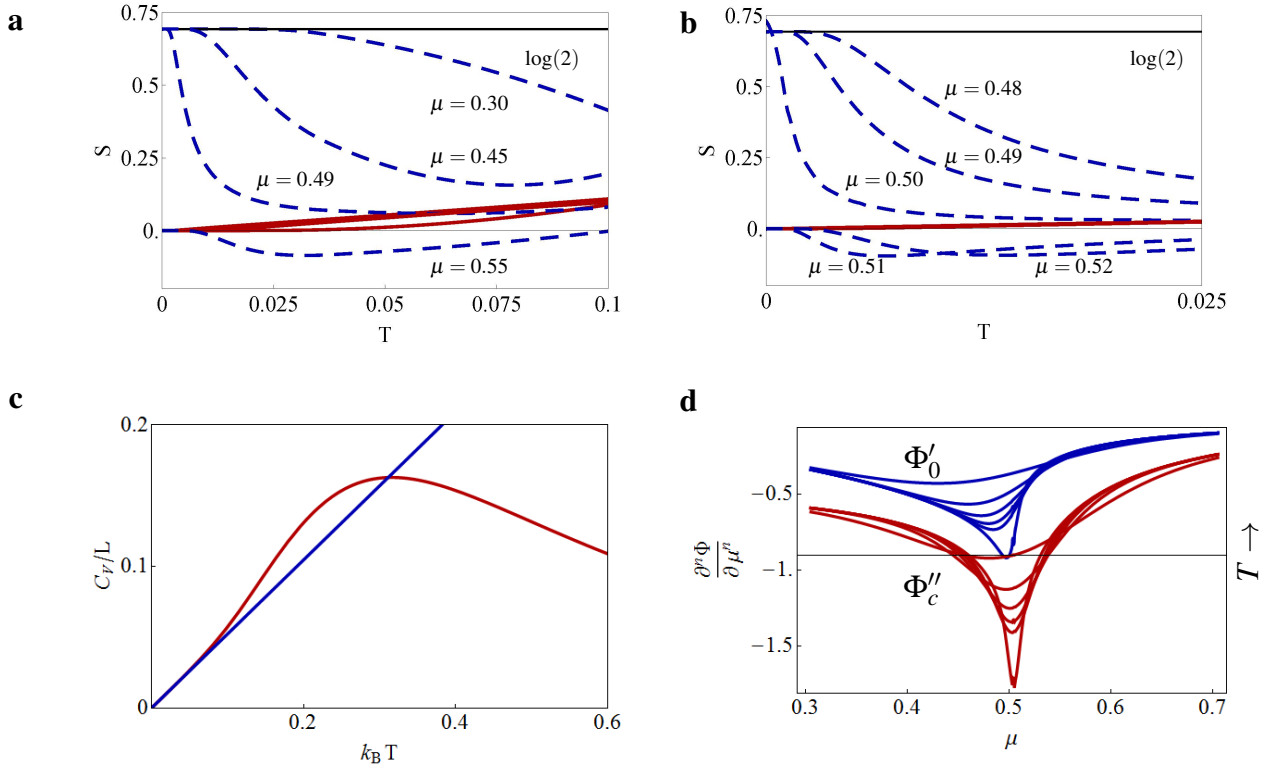 a
0.75
0.5
0.25
0.
S
log(2)
μ = 0.30
μ = 0.45
μ = 0.49
μ = 0.55
0
0.025
0.05
0.075
0.1
T
b
0.75
0.5
0.25
0.
S
log(2)
μ = 0.48
μ = 0.49
μ = 0.50
μ = 0.51
μ = 0.52
0
0.025
T
c
0.2
0.1
0
C_V/L
0.2
0.4
0.6
k_B T
d
−0.5
−1.
−1.5
∂ⁿΦ
∂μⁿ
Φ₀′
Φ_c″
T →
0.3
0.4
0.5
0.6
0.7
μ